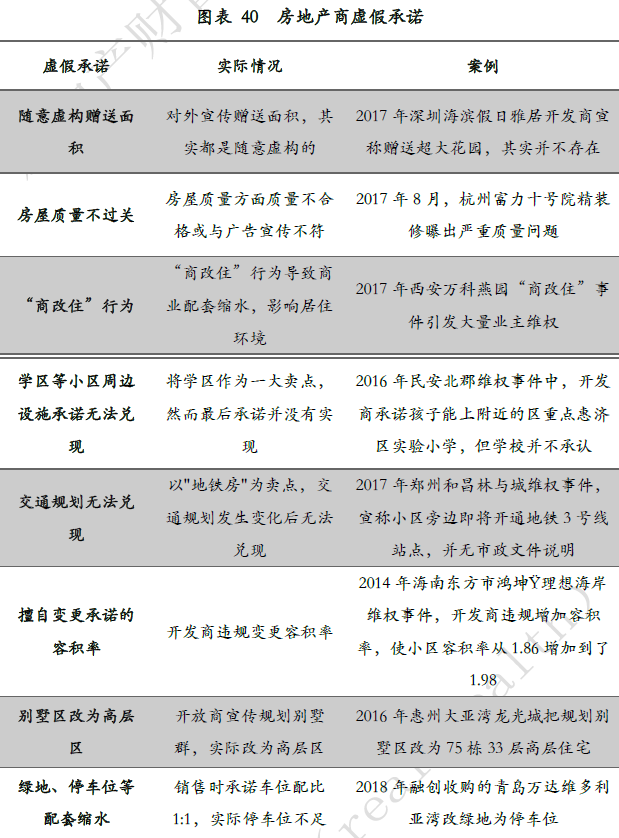 图表 40 房地产商虚假承诺
虚假承诺 实际情况 案例
随意虚构赠送面
积
对外宣传赠送面积，其
实都是随意虚构的
2017 年深圳海滨假日雅居开发商宣
称赠送超大花园，其实并不存在
房屋质量不过关
房屋质量方面质量不合
格或与广告宣传不符
2017 年 8 月，杭州富力十号院精装
修曝出严重质量问题
“商改住”行为
“商改住”行为导致商
业配套缩水，影响居住
环境
2017 年西安万科燕园“商改住”事
件引发大量业主维权
学区等小区周边
设施承诺无法兑
现
将学区作为一大卖点，
然而最后承诺并没有实
现
2016 年民安北郡维权事件中，开发
商承诺孩子能上附近的区重点惠济
区实验小学，但学校并不承认
交通规划无法兑
现
以"地铁房"为卖点，交
通规划发生变化后无法
兑现
2017 年郑州和昌林与城维权事件，
宣称小区旁边即将开通地铁 3 号线
站点，并无市政文件说明
擅自变更承诺的
容积率
开发商违规变更容积率
2014 年海南东方市鸿坤Ÿ理想海岸
维权事件，开发商违规增加容积
率，使小区容积率从 1.86 增加到了
1.98
别墅区改为高层
区
开放商宣传规划别墅
群，实际改为高层区
2016 年惠州大亚湾龙光城把规划别
墅区改为 75 栋 33 层高层住宅
绿地、停车位等
配套缩水
销售时承诺车位配比
1:1，实际停车位不足
2018 年融创收购的青岛万达维多利
亚湾改绿地为停车位